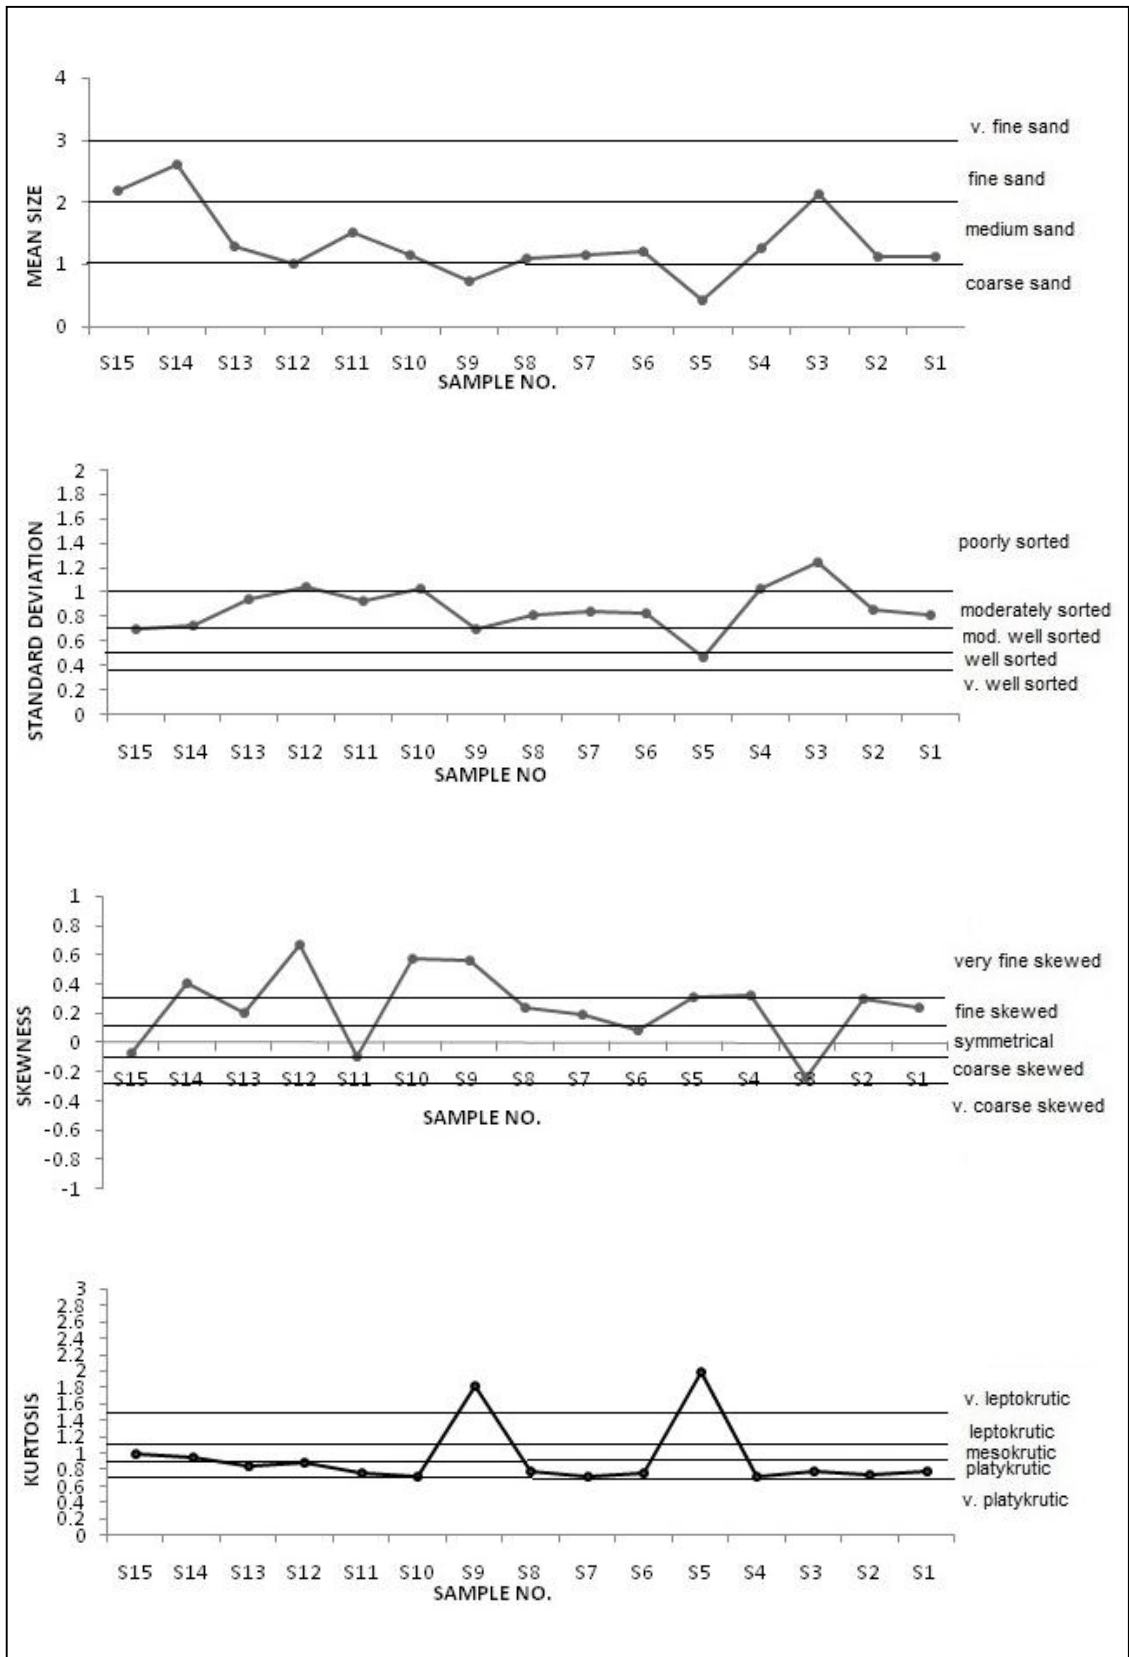 MEAN SIZE
4
3
2
1
0
v. fine sand
fine sand
medium sand
coarse sand
S15 S14 S13 S12 S11 S10 S9 S8 S7 S6 S5 S4 S3 S2 S1
SAMPLE NO.
STANDARD DEVIATION
2
1.8
1.6
1.4
1.2
1
0.8
0.6
0.4
0.2
0
poorly sorted
moderately sorted
mod. well sorted
well sorted
v. well sorted
S15 S14 S13 S12 S11 S10 S9 S8 S7 S6 S5 S4 S3 S2 S1
SAMPLE NO
SKEWNESS
1
0.8
0.6
0.4
0.2
0
-0.2
-0.4
-0.6
-0.8
-1
very fine skewed
fine skewed
symmetrical
coarse skewed
v. coarse skewed
S15 S14 S13 S12 S11 S10 S9 S8 S7 S6 S5 S4 S3 S2 S1
SAMPLE NO.
KURTOSIS
3
2.8
2.6
2.4
2.2
2
1.8
1.6
1.4
1.2
1
0.8
0.6
0.4
0.2
0
v. leptokrutic
leptokrutic
mesokrutic
platykrutic
v. platykrutic
S15 S14 S13 S12 S11 S10 S9 S8 S7 S6 S5 S4 S3 S2 S1
SAMPLE NO.